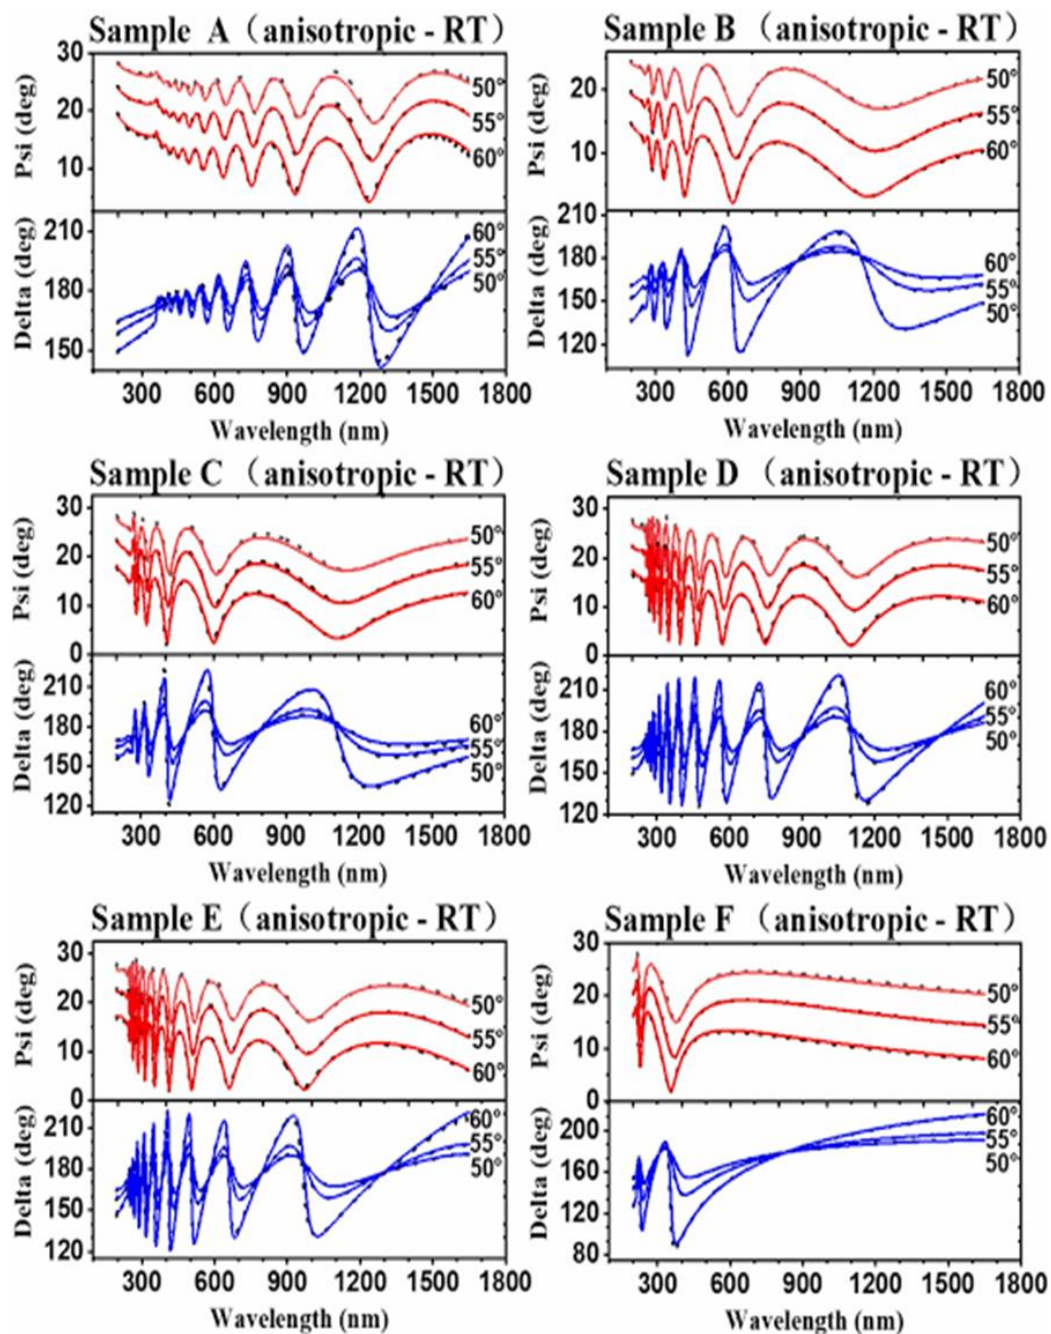 Sample A (anisotropic - RT)
Sample B (anisotropic - RT)
Psi (deg)
30
20
10
50°
55°
60°
Psi (deg)
20
10
50°
55°
60°
Delta (deg)
210
180
150
60°
55°
50°
Delta (deg)
210
180
150
120
60°
55°
50°
300 600 900 1200 1500 1800
300 600 900 1200 1500 1800
Wavelength (nm)
Wavelength (nm)
Sample C (anisotropic - RT)
Sample D (anisotropic - RT)
Psi (deg)
30
20
10
0
50°
55°
60°
Psi (deg)
30
20
10
0
50°
55°
60°
Delta (deg)
210
180
150
120
60°
55°
50°
Delta (deg)
210
180
150
120
60°
55°
50°
300 600 900 1200 1500 1800
300 600 900 1200 1500 1800
Wavelength (nm)
Wavelength (nm)
Sample E (anisotropic - RT)
Sample F (anisotropic - RT)
Psi (deg)
30
20
10
0
50°
55°
60°
Psi (deg)
30
20
10
0
50°
55°
60°
Delta (deg)
210
180
150
120
60°
55°
50°
Delta (deg)
200
160
120
80
60°
55°
50°
300 600 900 1200 1500 1800
300 600 900 1200 1500 1800
Wavelength (nm)
Wavelength (nm)